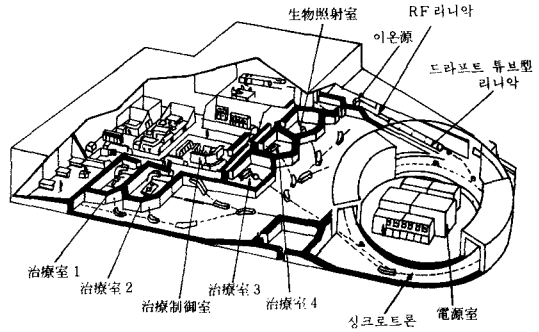 生物照射室
RF 리니악
이온源
드라프트 튜브型
리니악
治療室 1
治療室 2
治療制御室
治療室 3
治療室 4
싱크로트론
電源室